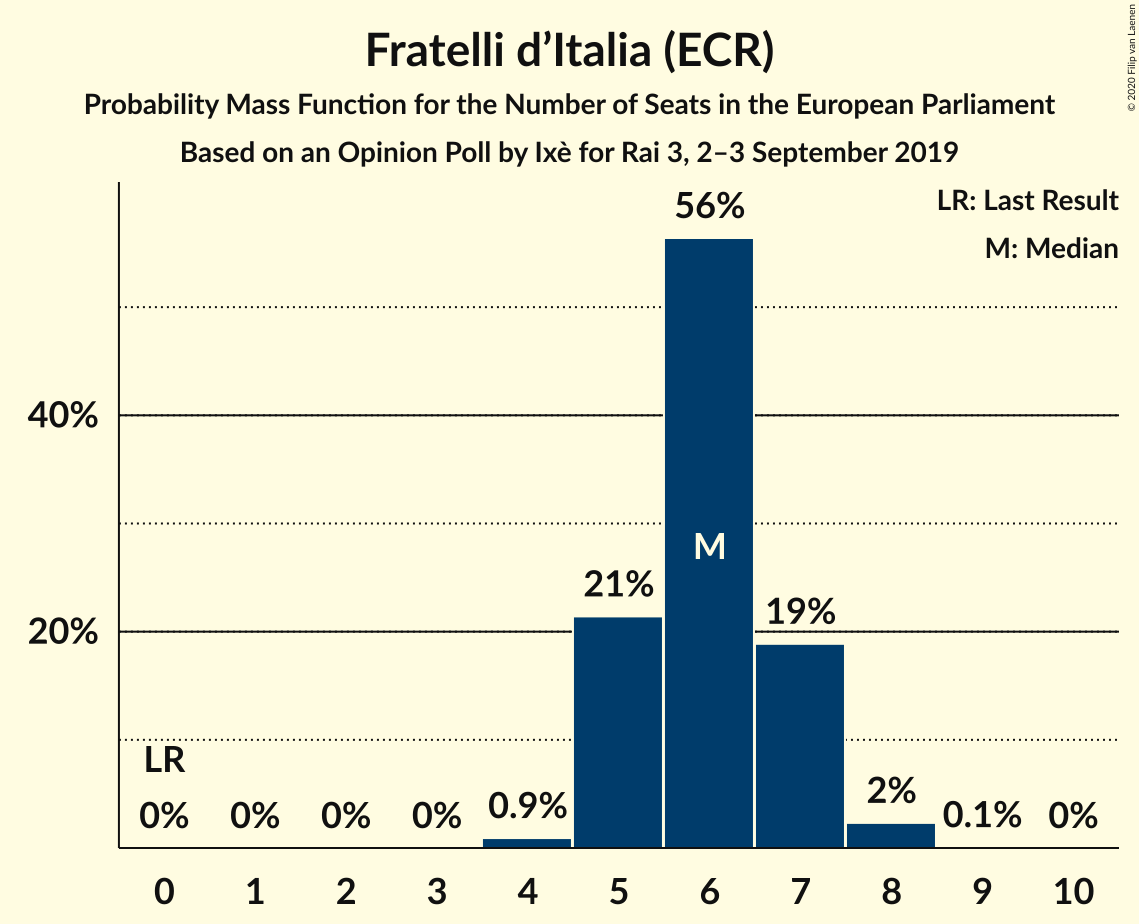 Fratelli d’Italia (ECR)
Probability Mass Function for the Number of Seats in the European Parliament
Based on an Opinion Poll by Ixè for Rai 3, 2–3 September 2019
© 2020 Filip van Laenen
LR: Last Result
M: Median
56%
40%
M
21%
19%
20%
LR
0%
0%
0%
0%
0.9%
2%
0.1%
0%
0 1 2 3 4 5 6 7 8 9 10